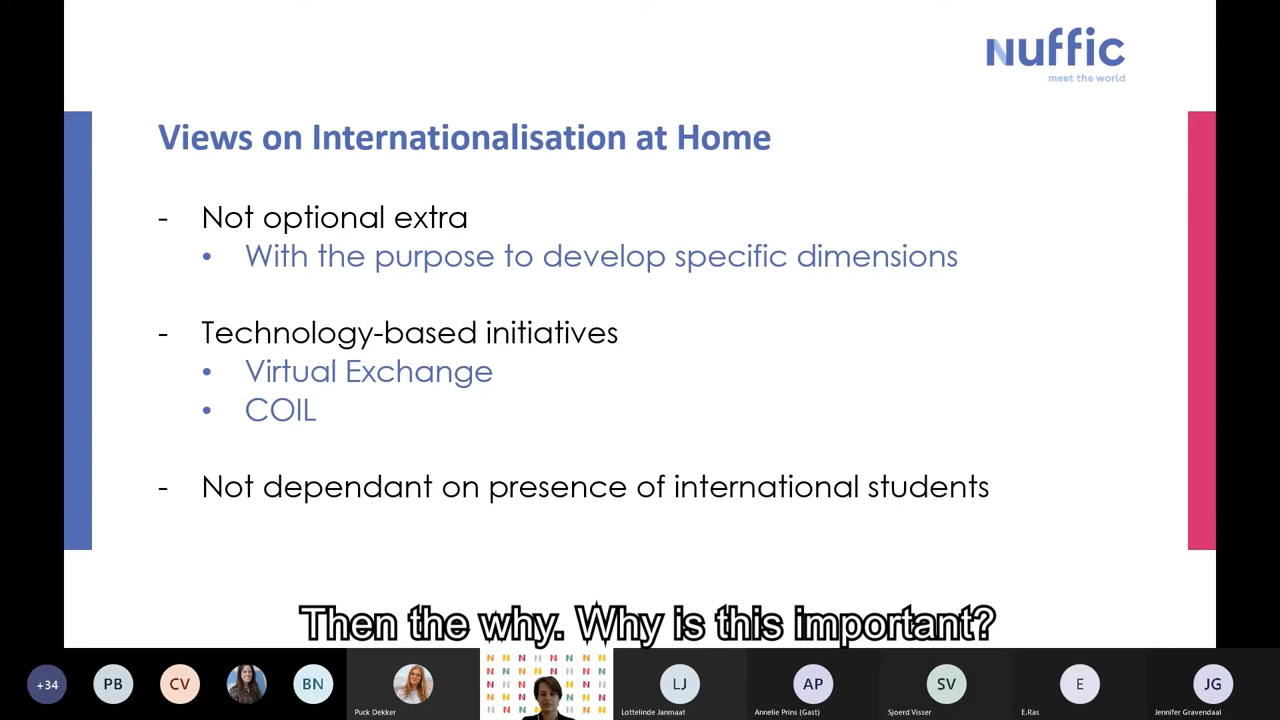 Nuffic
meet the world
Views on Internationalisation at Home
- Not optional extra
• With the purpose to develop specific dimensions
- Technology-based initiatives
• Virtual Exchange
• COIL
- Not dependant on presence of international students
Then the why. Why is this important?
+34 PB CV BN LJ AP SV E JG
Puck Dekker Lottelinde Janmaat Annelie Prins (Gast) Sjoerd Visser E.Ras Jennifer Gravendaal